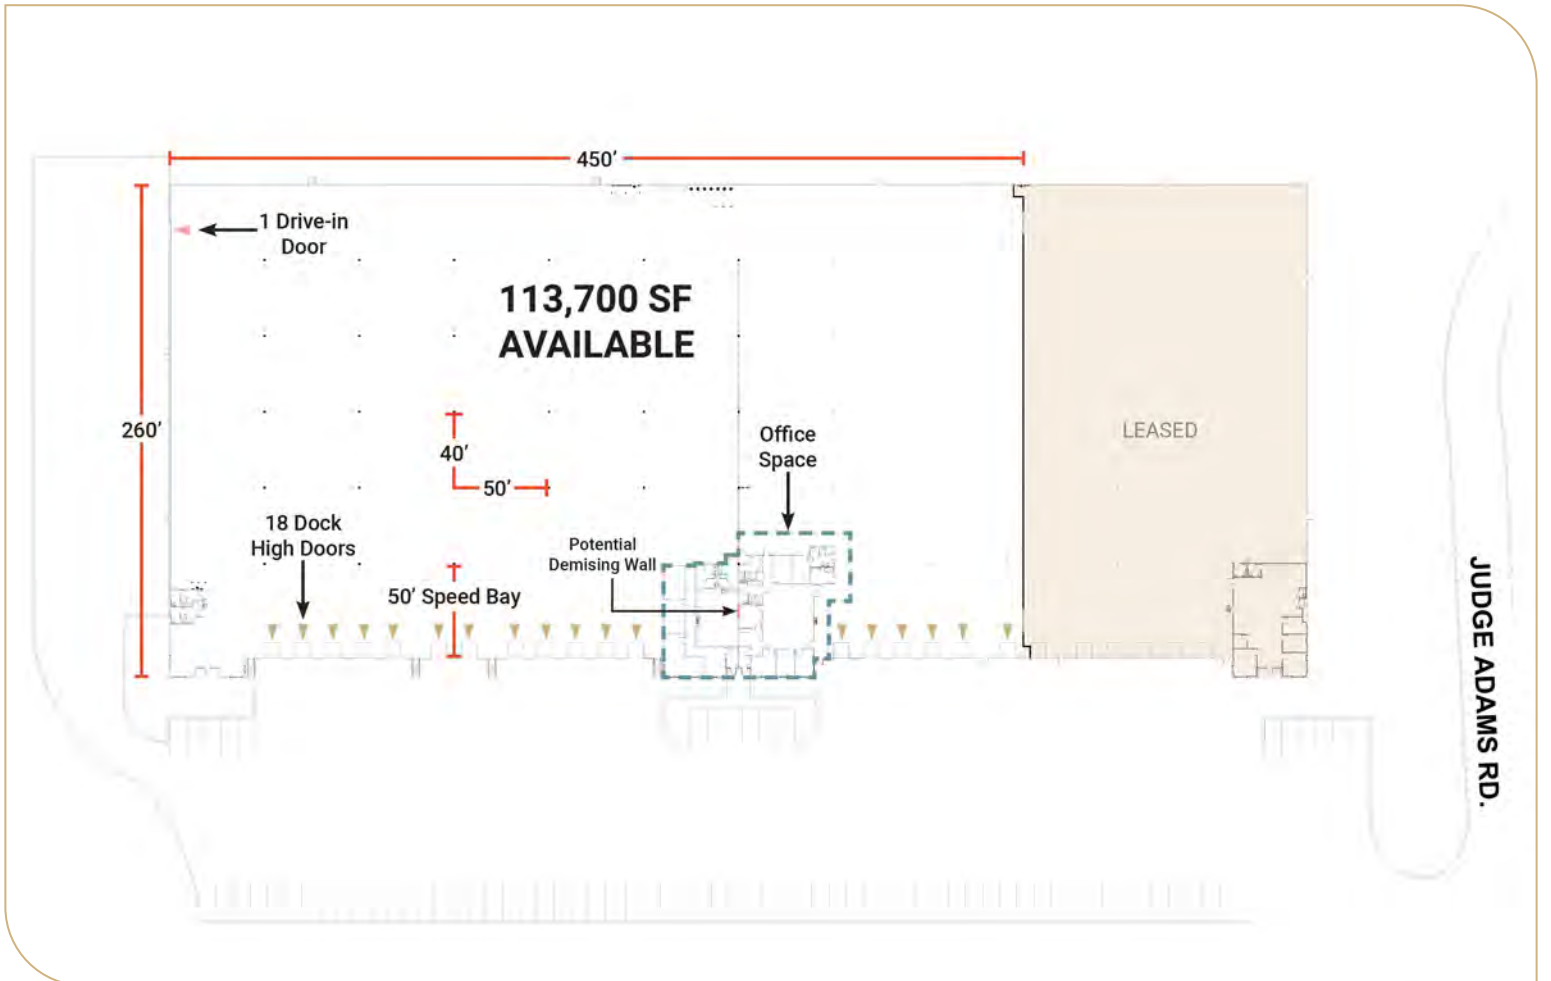 450’
1 Drive-in
Door
113,700 SF
AVAILABLE
260’
40’
50’
Office
Space
LEASED
18 Dock
High Doors
Potential
Demising Wall
50’ Speed Bay
JUDGE ADAMS RD.